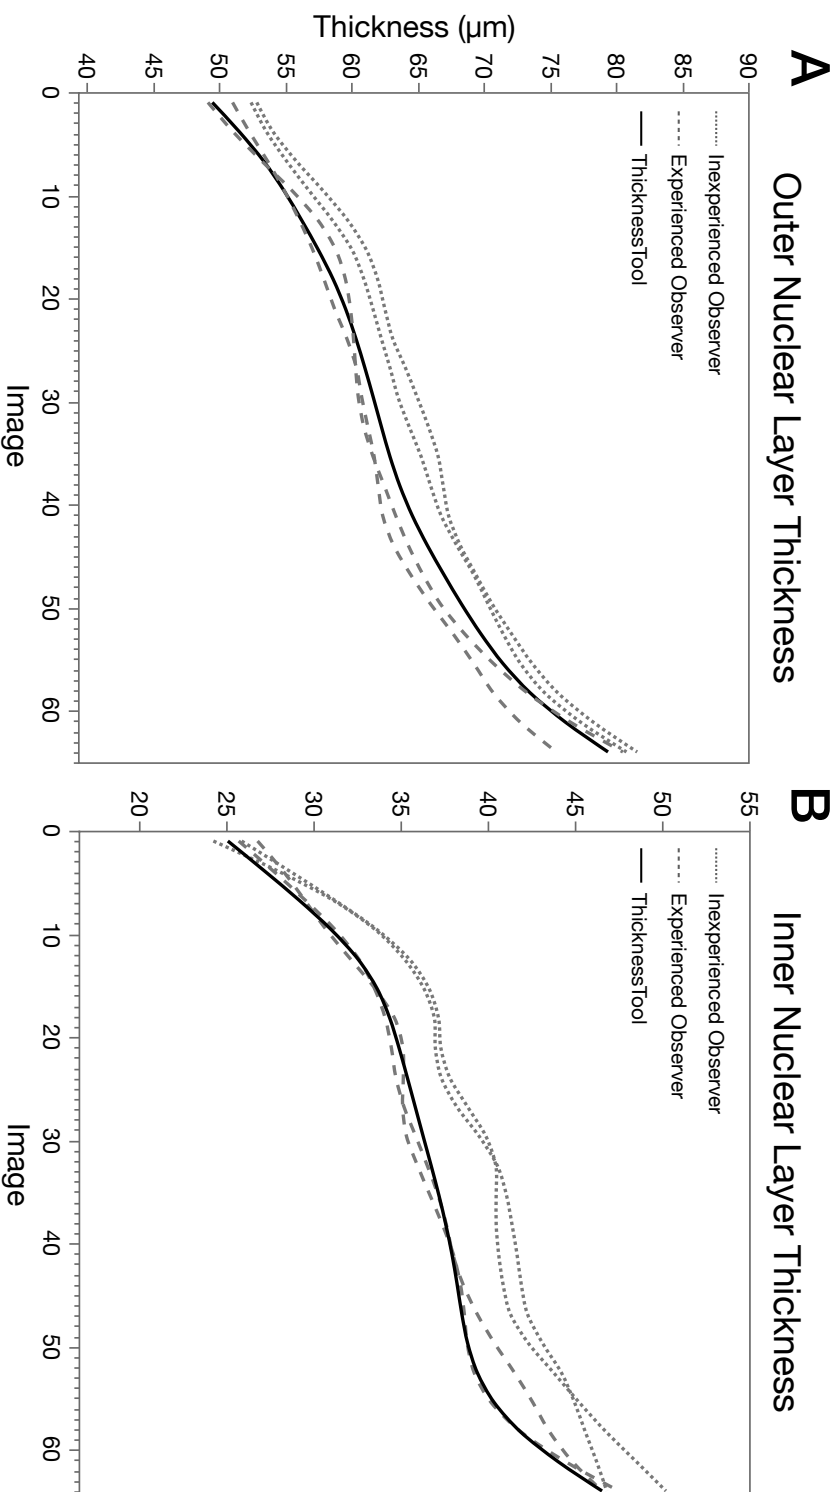 A
Outer Nuclear Layer Thickness
Thickness (µm)
90
85
80
75
70
65
60
55
50
45
40
Inexperienced Observer
Experienced Observer
ThicknessTool
0 10 20 30 40 50 60
Image
B
Inner Nuclear Layer Thickness
55
50
45
40
35
30
25
20
Inexperienced Observer
Experienced Observer
ThicknessTool
0 10 20 30 40 50 60
Image